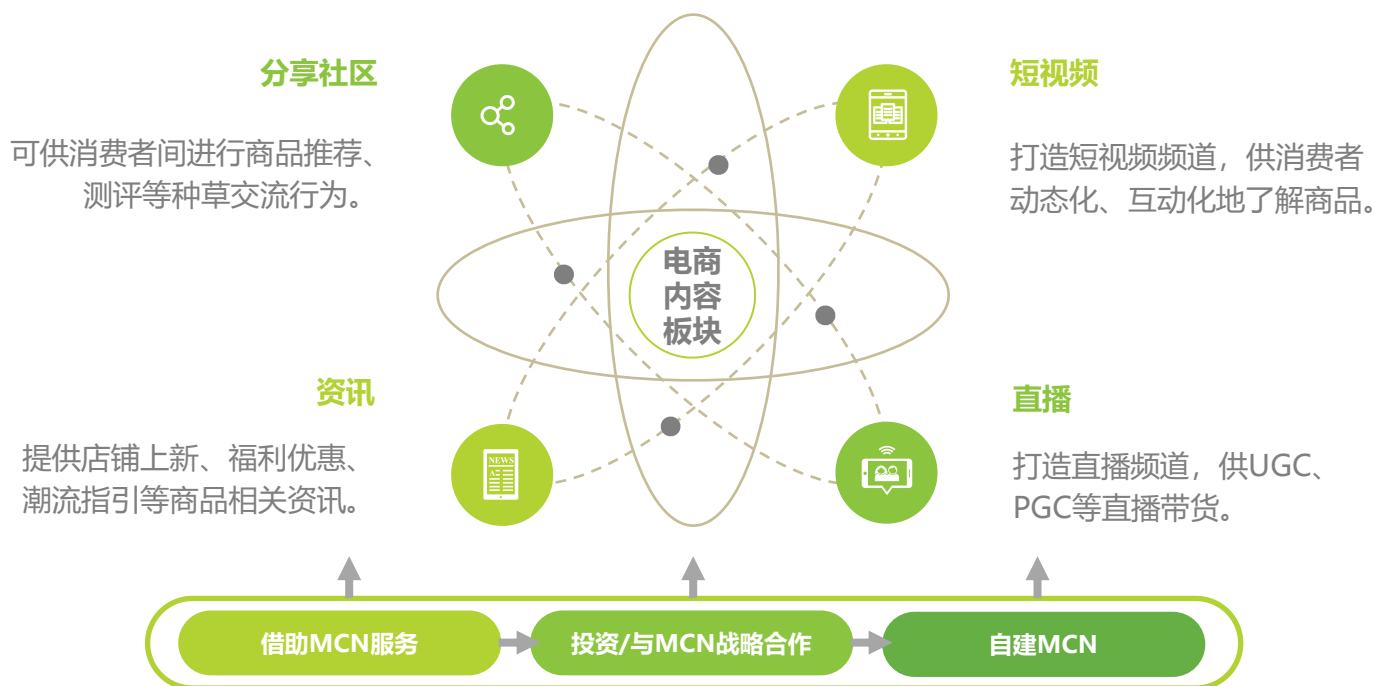 分享社区
可供消费者间进行商品推荐、
测评等种草交流行为。
短视频
打造短视频频道，供消费者
动态化、互动化地了解商品。
电商
内容
板块
资讯
提供店铺上新、福利优惠、
潮流指引等商品相关资讯。
NEWS
A
直播
打造直播频道，供UGC、
PGC等直播带货。
借助MCN服务
投资/与MCN战略合作
自建MCN